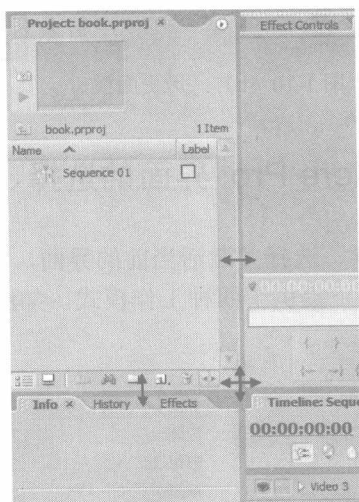 Project: book.prproj ×
Effect Controls
book.prproj
1 Item
Name
Label
Sequence 01
Info × History Effects
Timeline: Seque
00:00:00:00
Video 3